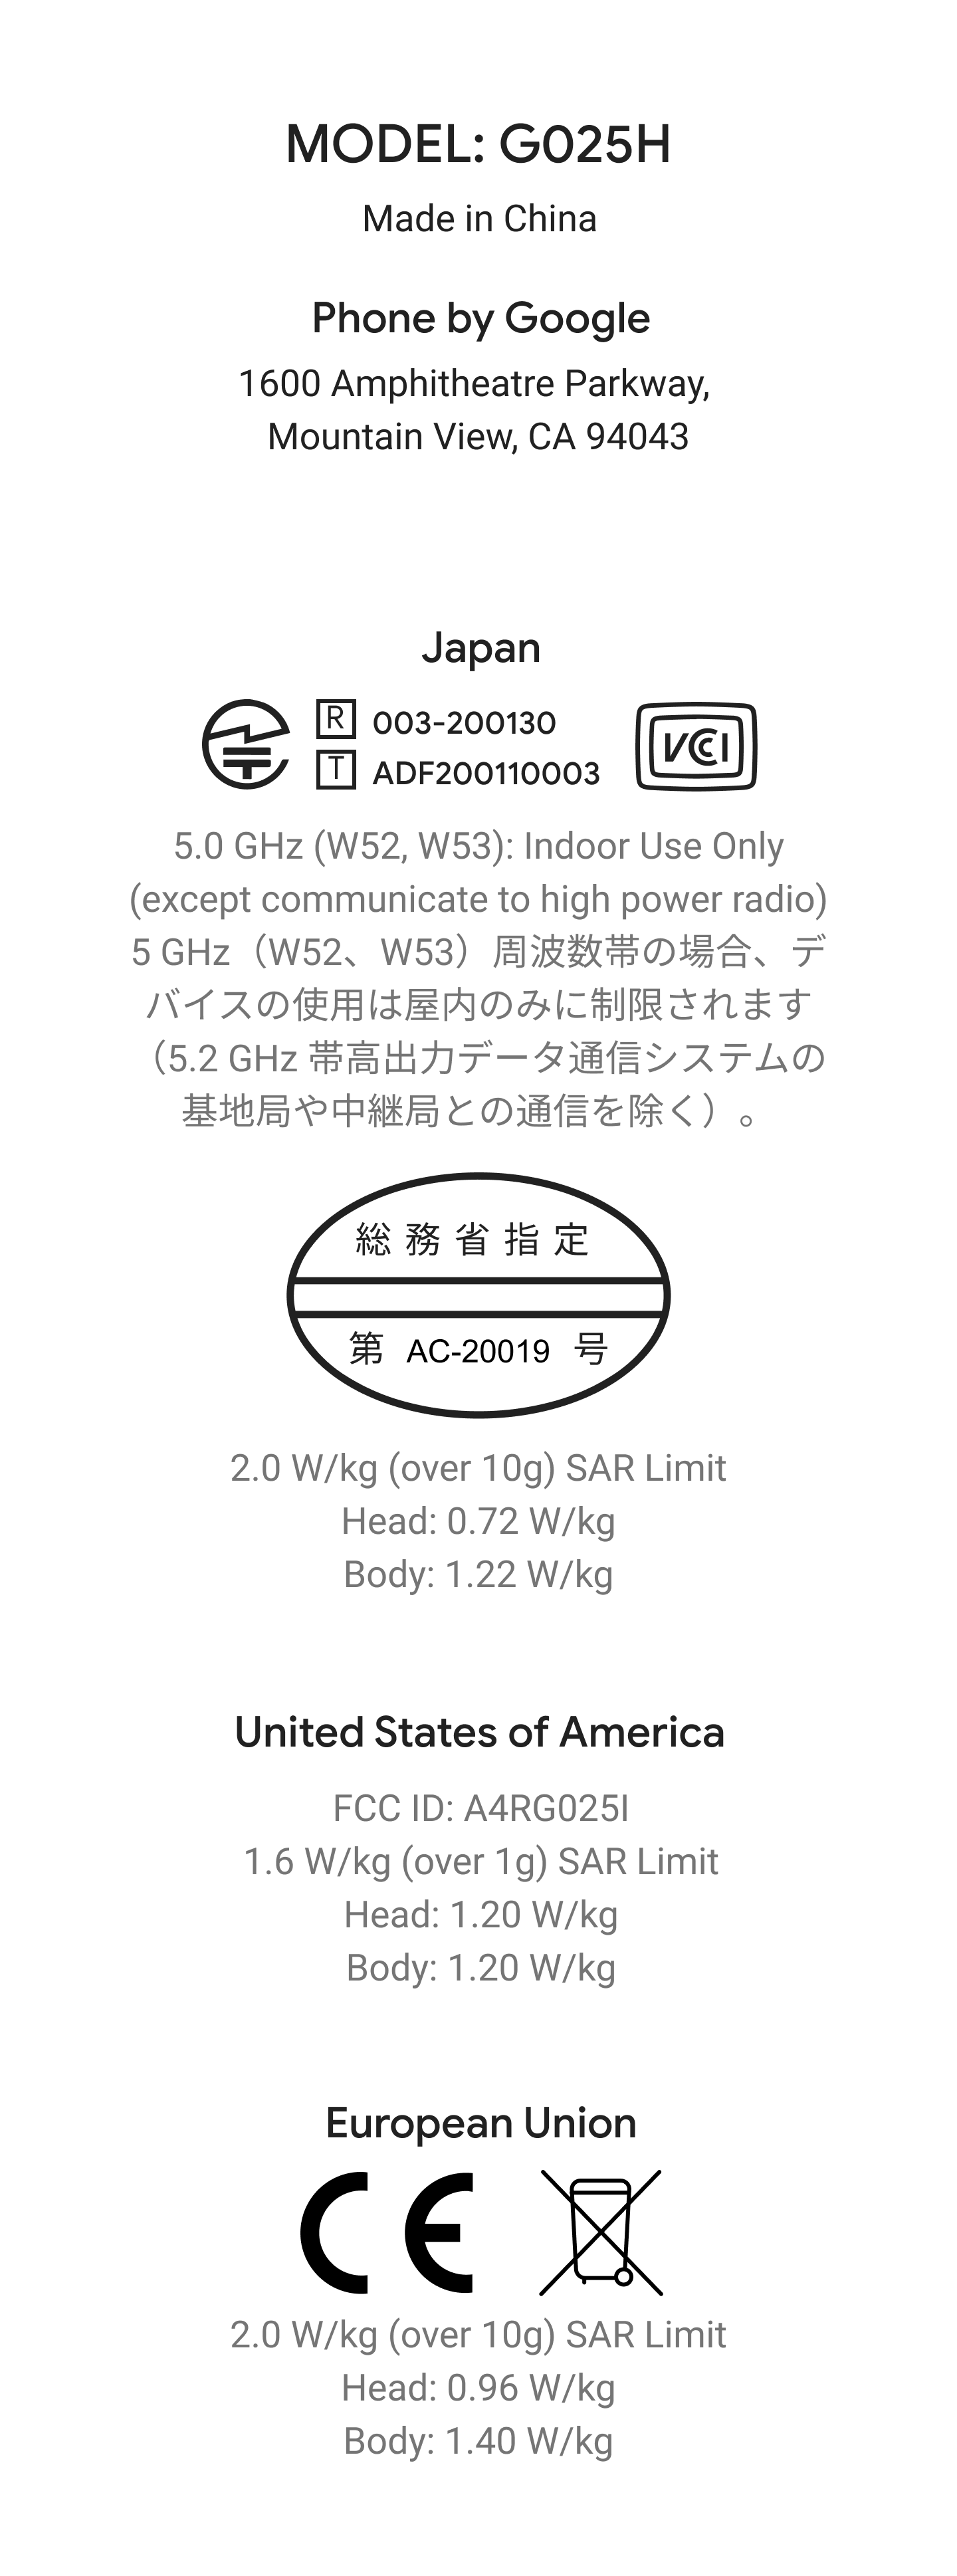 MODEL: G025H
Made in China
Phone by Google
1600 Amphitheatre Parkway,
Mountain View, CA 94043
Japan
R 003-200130
T ADF200110003
VCCI
5.0 GHz (W52, W53): Indoor Use Only
(except communicate to high power radio)
5 GHz（W52、W53）周波数帯の場合、デ
バイスの使用は屋内のみに制限されます
（5.2 GHz 帯高出力データ通信システムの
基地局や中継局との通信を除く）。
総務省指定
第 AC-20019 号
2.0 W/kg (over 10g) SAR Limit
Head: 0.72 W/kg
Body: 1.22 W/kg
United States of America
FCC ID: A4RG025I
1.6 W/kg (over 1g) SAR Limit
Head: 1.20 W/kg
Body: 1.20 W/kg
European Union
CE
2.0 W/kg (over 10g) SAR Limit
Head: 0.96 W/kg
Body: 1.40 W/kg